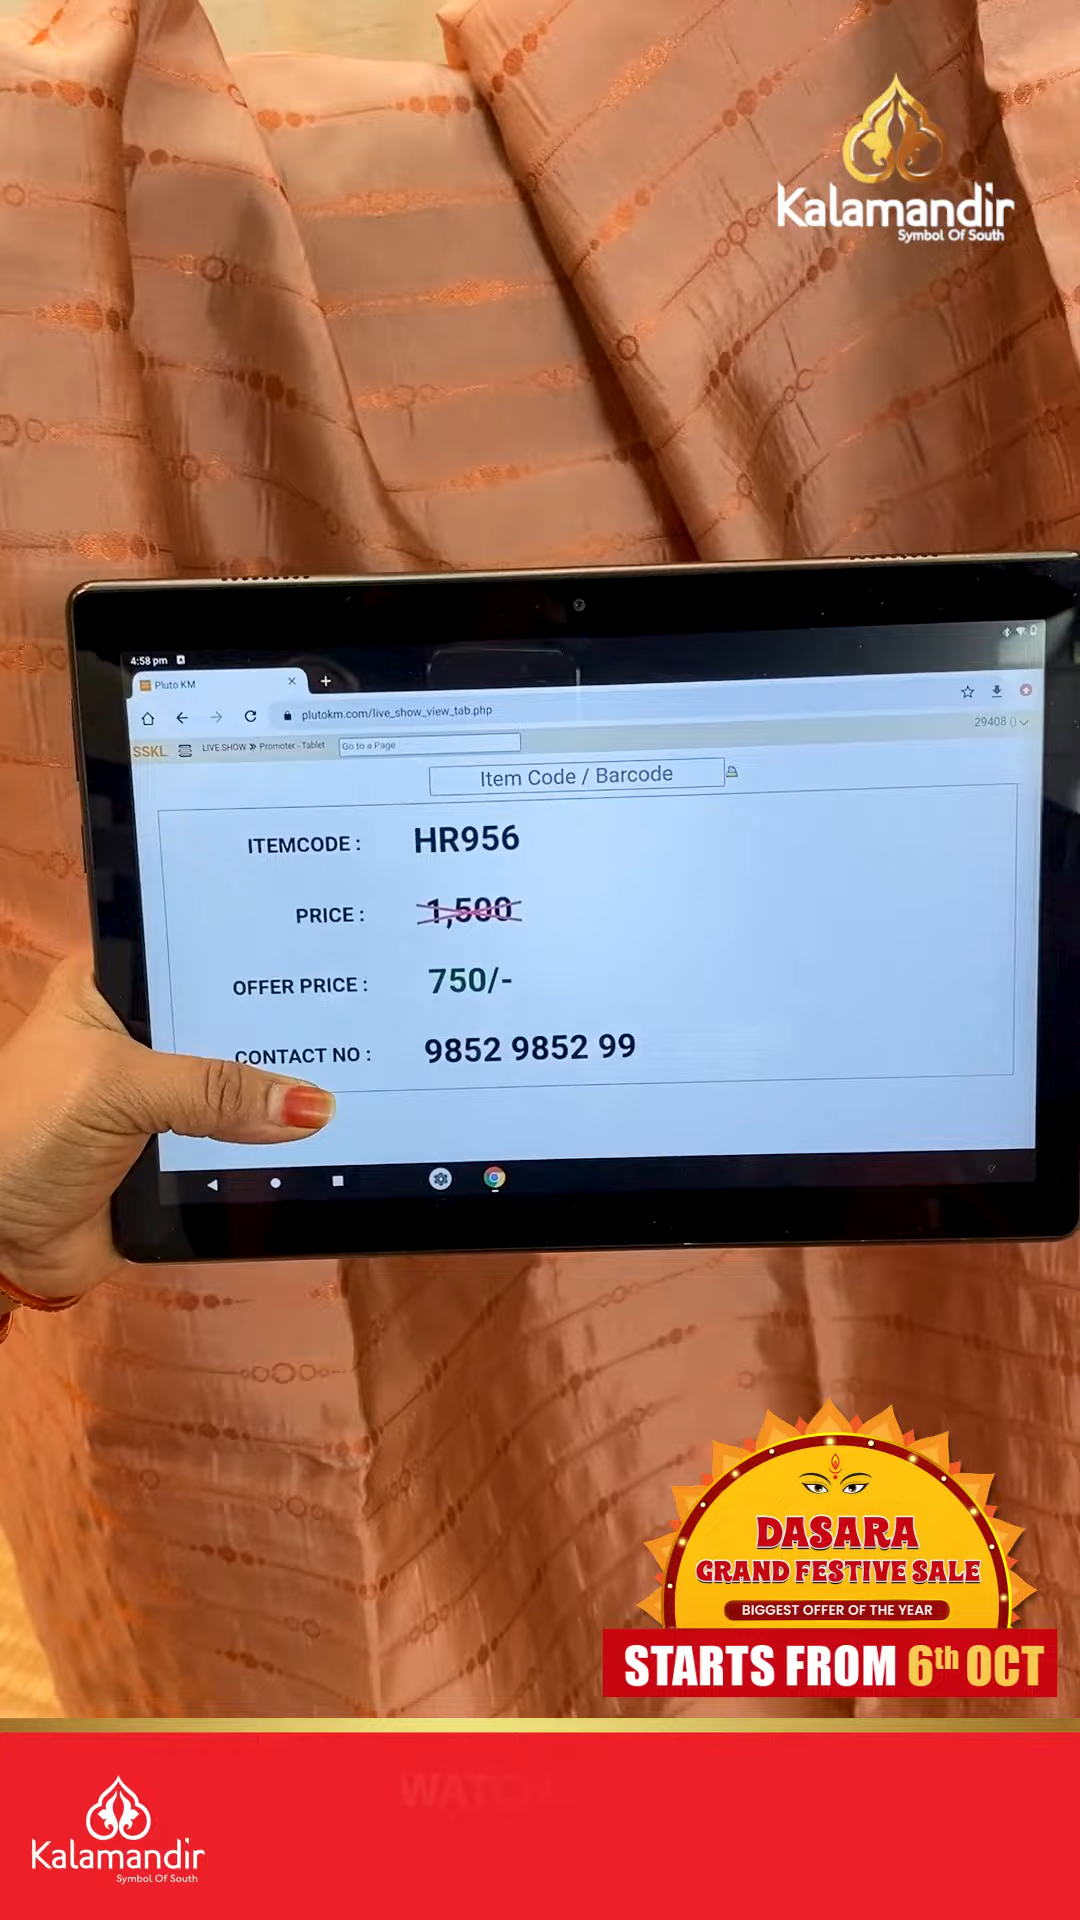 Kalamandir
Symbol Of South
4:58 pm
Pluto KM
plutokm.com/live_show_view_tab.php
29408 ()
SSKL
LIVE SHOW » Promoter - Tablet
Go to a Page
Item Code / Barcode
ITEMCODE : HR956
PRICE : 1,500
OFFER PRICE : 750/-
CONTACT NO : 9852 9852 99
DASARA
GRAND FESTIVE SALE
BIGGEST OFFER OF THE YEAR
STARTS FROM 6th OCT
WATCH
Kalamandir
Symbol Of South